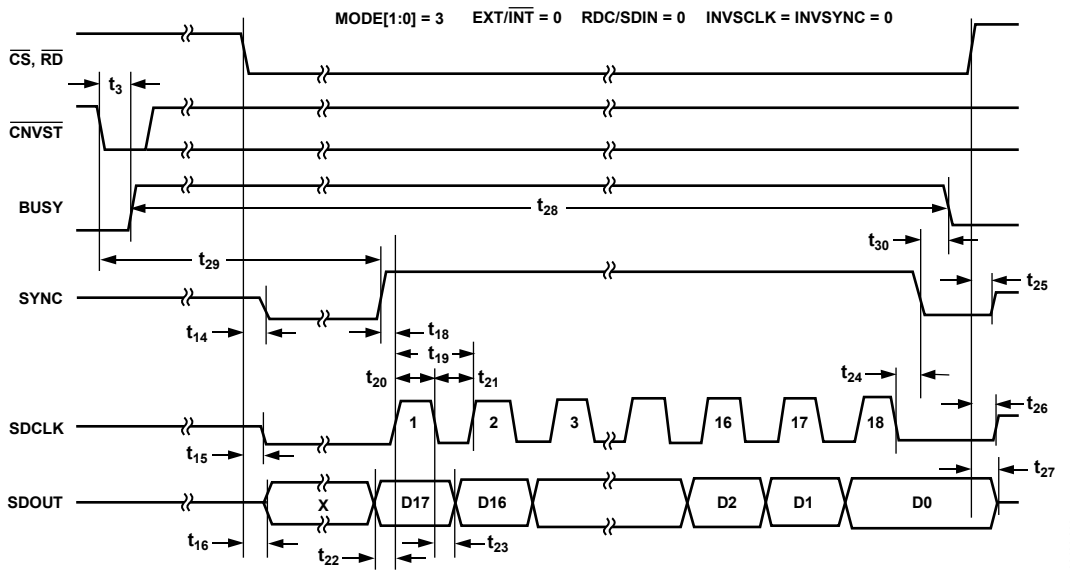 MODE[1:0] = 3 EXT/INT = 0 RDC/SDIN = 0 INVSCLK = INVSYNC = 0
CS, RD
t3
CNVST
BUSY
t28
t30
t29
SYNC
t25
t14
t18
t19
t20
t21
t24
t26
SDCLK
1 2 3 16 17 18
t15
t27
SDOUT
X D17 D16 D2 D1 D0
t16
t22
t23